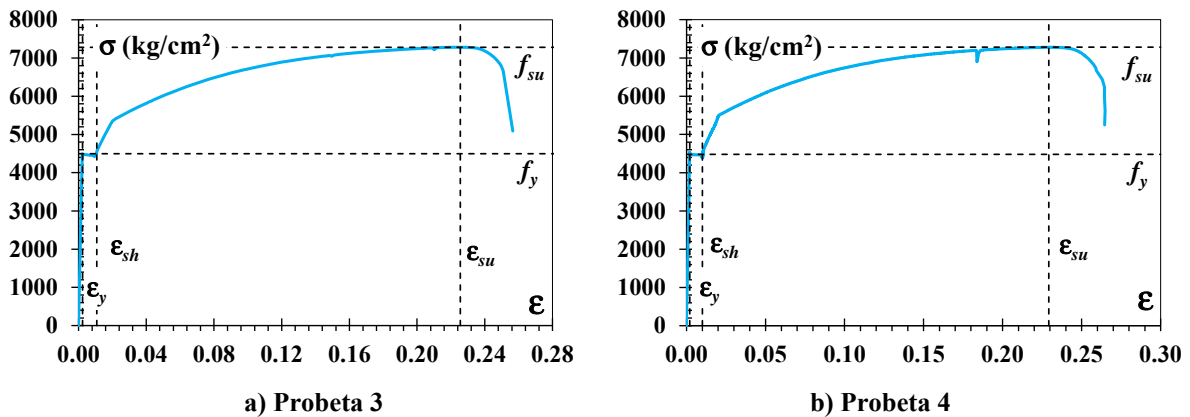 8000
7000
6000
5000
4000
3000
2000
1000
0
σ (kg/cm²)
f_su
f_y
ε_sh
ε_su
ε_y
ε
0.00 0.04 0.08 0.12 0.16 0.20 0.24 0.28
a) Probeta 3
8000
7000
6000
5000
4000
3000
2000
1000
0
σ (kg/cm²)
f_su
f_y
ε_sh
ε_su
ε_y
ε
0.00 0.05 0.10 0.15 0.20 0.25 0.30
b) Probeta 4